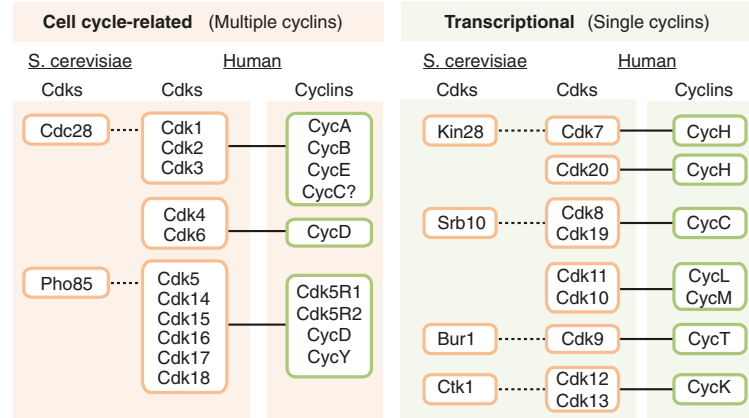 Cell cycle-related (Multiple cyclins)
S. cerevisiae Human
Cdks Cdks Cyclins
Cdc28
Cdk1
Cdk2
Cdk3
CycA
CycB
CycE
CycC?
Cdk4
Cdk6
CycD
Pho85
Cdk5
Cdk14
Cdk15
Cdk16
Cdk17
Cdk18
Cdk5R1
Cdk5R2
CycD
CycY
Transcriptional (Single cyclins)
S. cerevisiae Human
Cdks Cdks Cyclins
Kin28 Cdk7 CycH
Cdk20 CycH
Srb10
Cdk8
Cdk19
CycC
Cdk11
Cdk10
CycL
CycM
Bur1 Cdk9 CycT
Ctk1
Cdk12
Cdk13
CycK